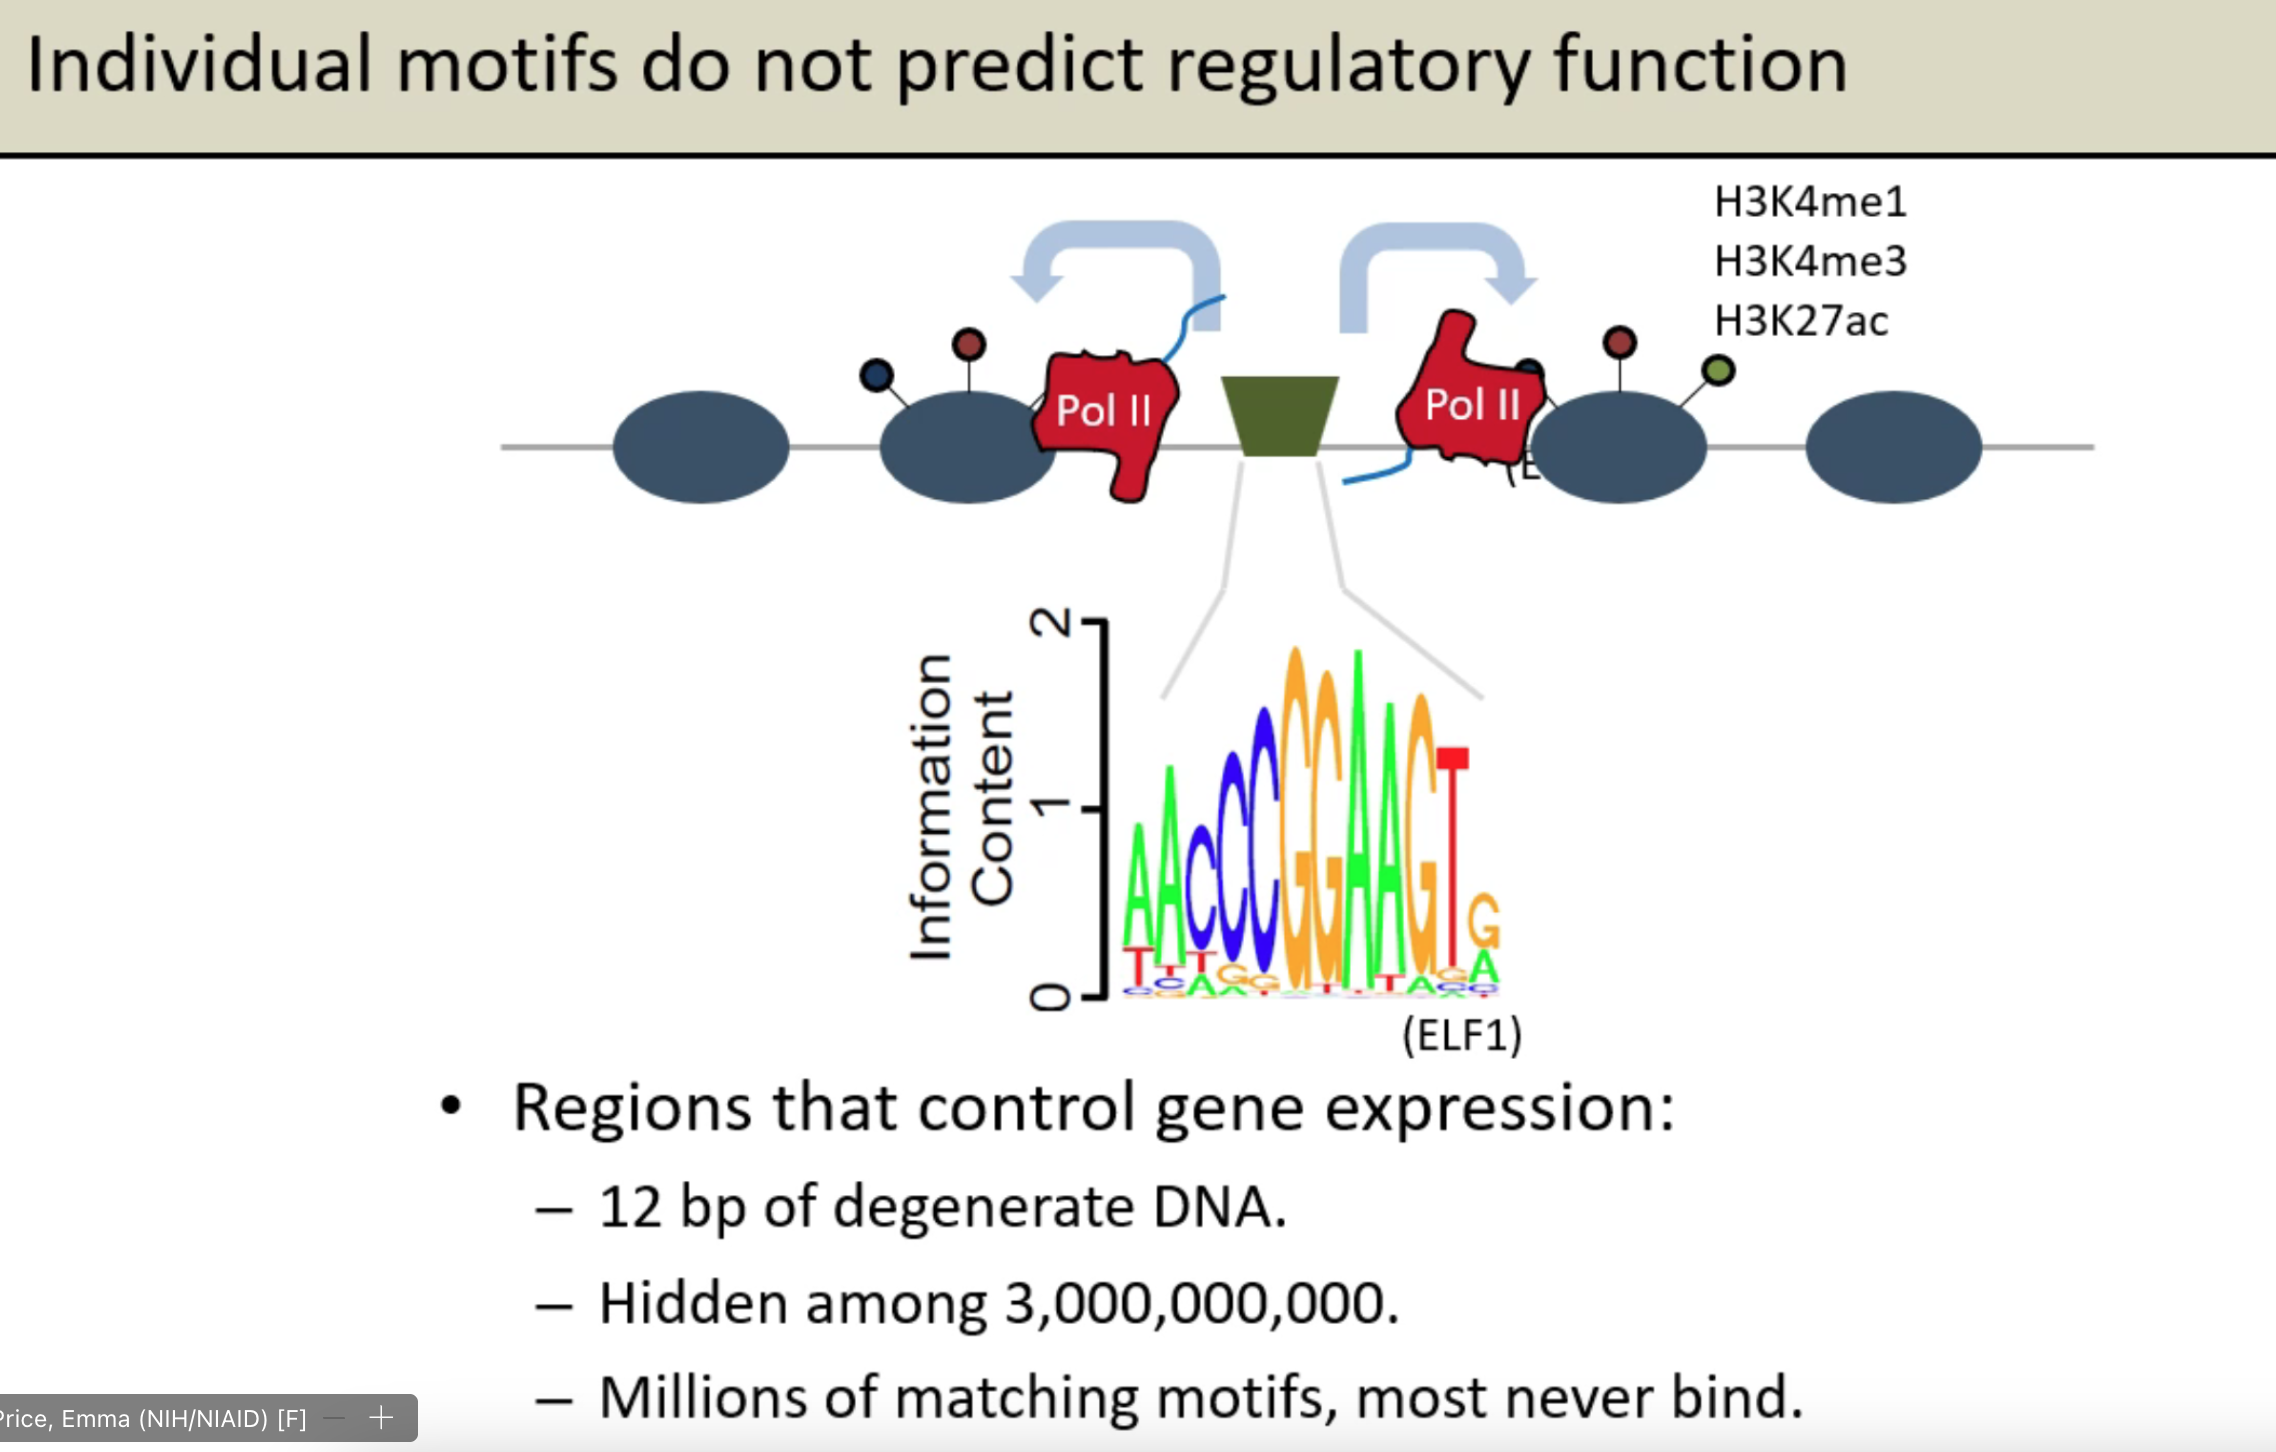 Individual motifs do not predict regulatory function
H3K4me1
H3K4me3
H3K27ac
Pol II
Pol II
(E
Information
Content
2
1
0
AACCCGGAAGTG
(ELF1)
• Regions that control gene expression:
– 12 bp of degenerate DNA.
– Hidden among 3,000,000,000.
– Millions of matching motifs, most never bind.
Price, Emma (NIH/NIAID) [F] — +